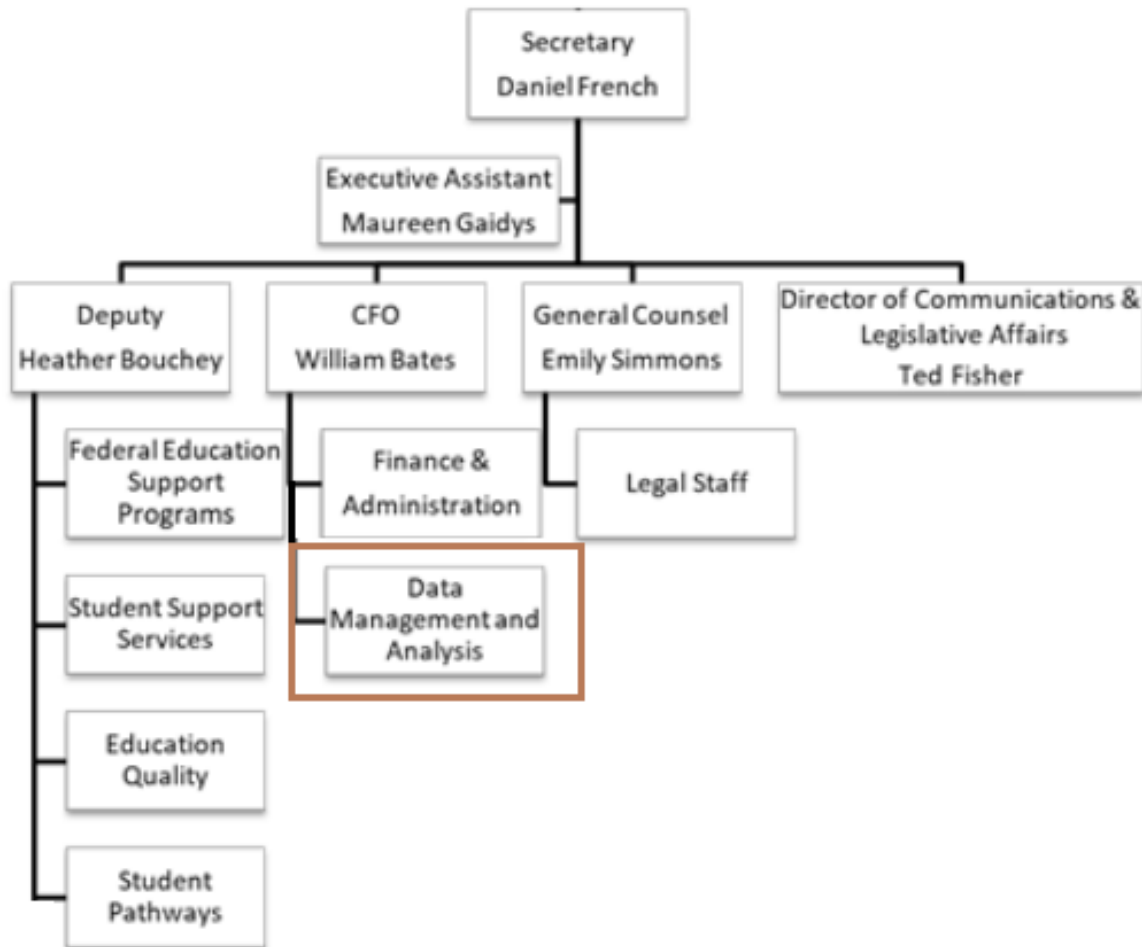 Secretary
Daniel French
Executive Assistant
Maureen Gaidys
Deputy
Heather Bouchey
CFO
William Bates
General Counsel
Emily Simmons
Director of Communications &
Legislative Affairs
Ted Fisher
Federal Education
Support
Programs
Finance &
Administration
Legal Staff
Student Support
Services
Data
Management and
Analysis
Education
Quality
Student
Pathways